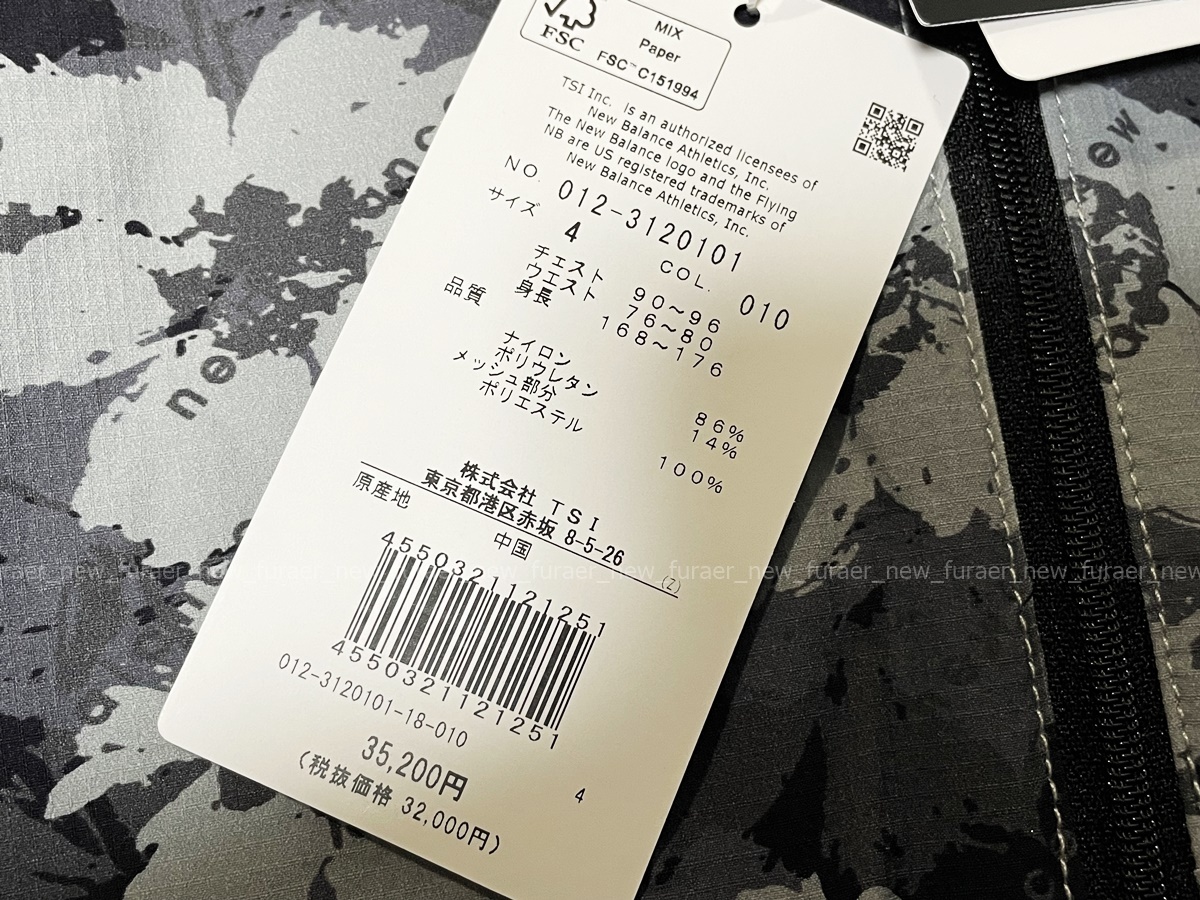 FSC
MIX
Paper
FSC™ C151994
TSI Inc. is an authorized licensees of
New Balance Athletics, Inc.
The New Balance logo and the Flying
NB are US registered trademarks of
New Balance Athletics, Inc.
NO. 012-3120101
サイズ 4 COL. 010
チェスト 90～96
ウエスト 76～80
身長 168～176
品質
ナイロン 86%
ポリウレタン 14%
メッシュ部分
ポリエステル 100%
株式会社 TSI
東京都港区赤坂 8-5-26
原産地 中国 (Z)
4550321121251
4550321121251
012-3120101-18-010
35,200円
(税抜価格 32,000円) 4
new
ne
furaer_new_furaer_new_furaer_new_furaer_new_furaer_new_furaer_new_furaer_new